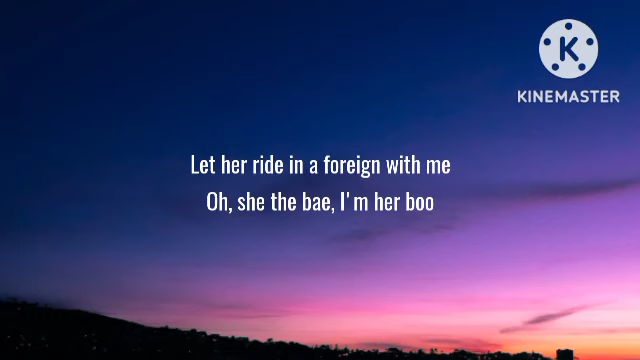 K
KINEMASTER
Let her ride in a foreign with me
Oh, she the bae, I'm her boo